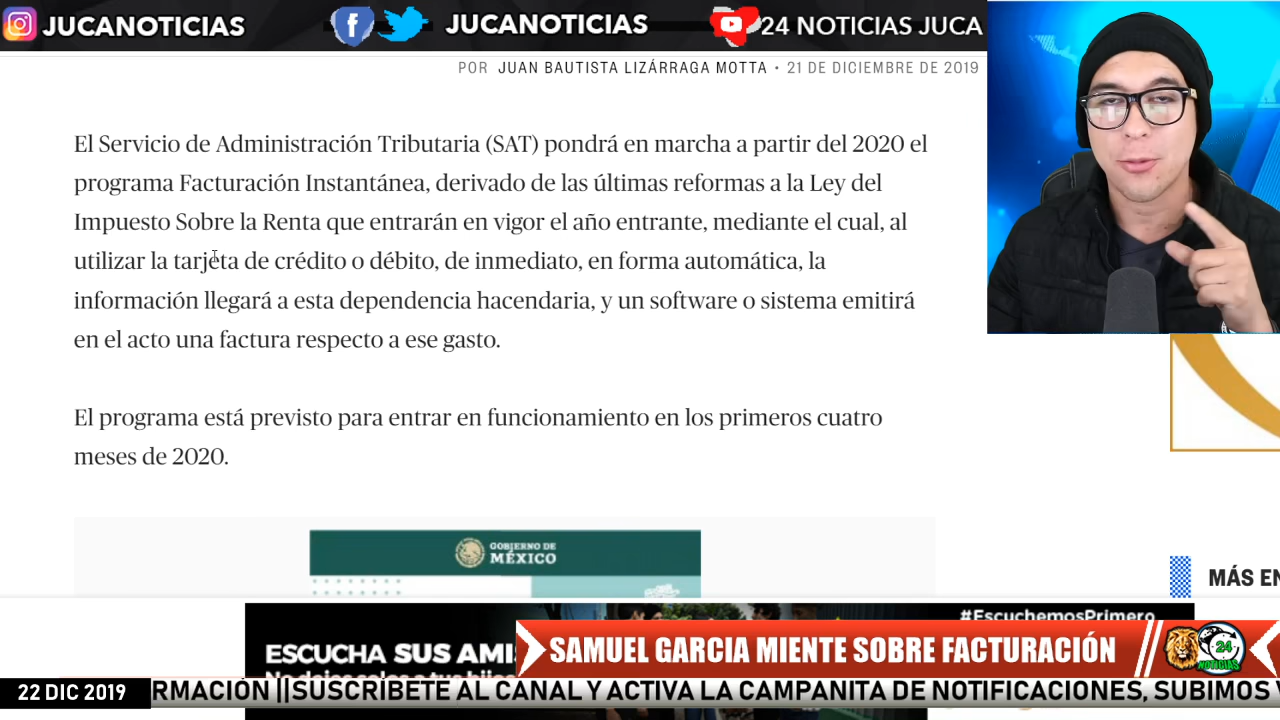 JUCANOTICIAS
JUCANOTICIAS
24 NOTICIAS JUCA
POR JUAN BAUTISTA LIZÁRRAGA MOTTA • 21 DE DICIEMBRE DE 2019
El Servicio de Administración Tributaria (SAT) pondrá en marcha a partir del 2020 el
programa Facturación Instantánea, derivado de las últimas reformas a la Ley del
Impuesto Sobre la Renta que entrarán en vigor el año entrante, mediante el cual, al
utilizar la tarjeta de crédito o débito, de inmediato, en forma automática, la
información llegará a esta dependencia hacendaria, y un software o sistema emitirá
en el acto una factura respecto a ese gasto.
El programa está previsto para entrar en funcionamiento en los primeros cuatro
meses de 2020.
GOBIERNO DE
MÉXICO
MÁS EN
#EscuchemosPrimero
ESCUCHA SUS AMI
SAMUEL GARCIA MIENTE SOBRE FACTURACIÓN
24
NOTICIAS
22 DIC 2019
RMACIÓN ||SUSCRÍBETE AL CANAL Y ACTIVA LA CAMPANITA DE NOTIFICACIONES, SUBIMOS